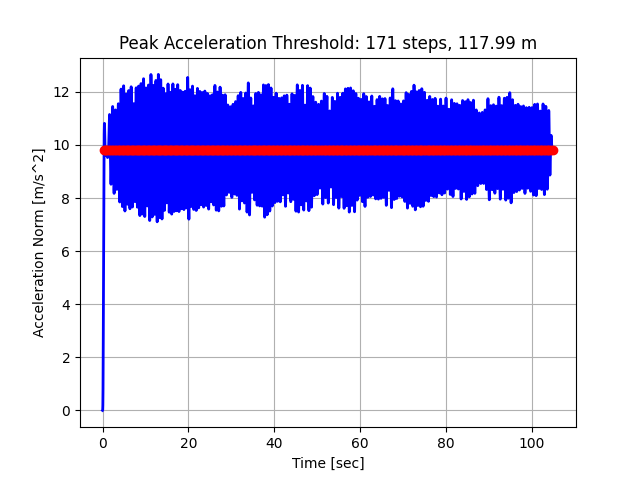 Peak Acceleration Threshold: 171 steps, 117.99 m
12
10
8
6
4
2
0
Acceleration Norm [m/s^2]
0 20 40 60 80 100
Time [sec]